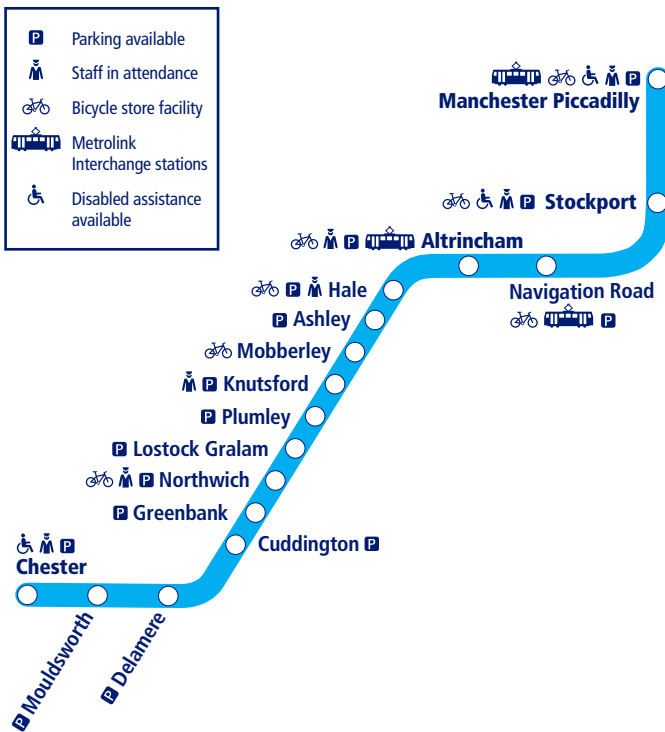 P Parking available
Staff in attendance
Bicycle store facility
Metrolink
Interchange stations
Disabled assistance
available
P
Manchester Piccadilly
P Stockport
P Altrincham
Navigation Road
P
P Hale
P Ashley
Mobberley
P Knutsford
P Plumley
P Lostock Gralam
P Northwich
P Greenbank
Cuddington P
P
Chester
P Mouldsworth
P Delamere